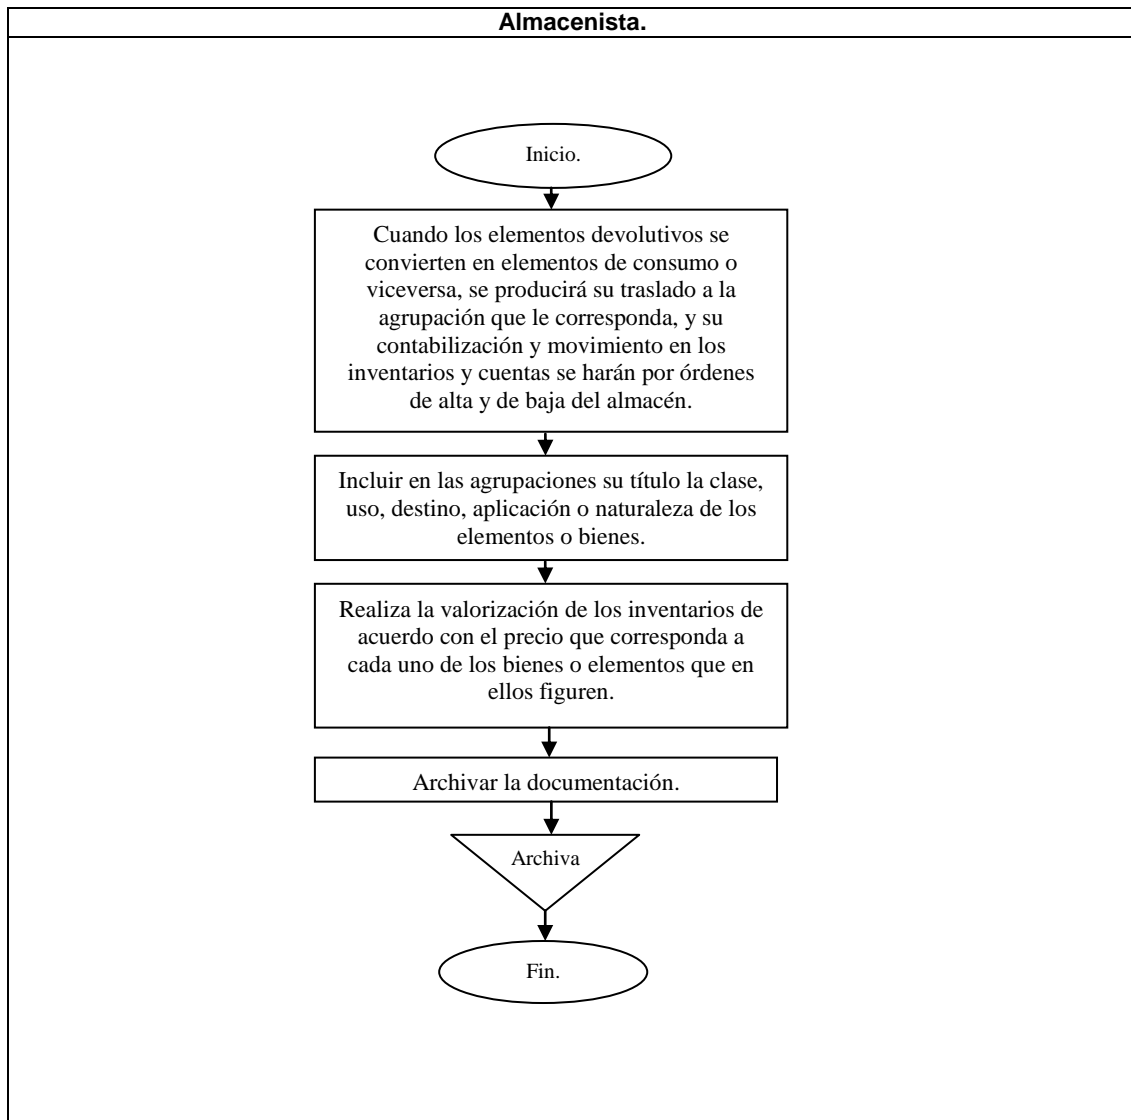 Almacenista.
Inicio.
Cuando los elementos devolutivos se
convierten en elementos de consumo o
viceversa, se producirá su traslado a la
agrupación que le corresponda, y su
contabilización y movimiento en los
inventarios y cuentas se harán por órdenes
de alta y de baja del almacén.
Incluir en las agrupaciones su título la clase,
uso, destino, aplicación o naturaleza de los
elementos o bienes.
Realiza la valorización de los inventarios de
acuerdo con el precio que corresponda a
cada uno de los bienes o elementos que en
ellos figuren.
Archivar la documentación.
Archiva
Fin.